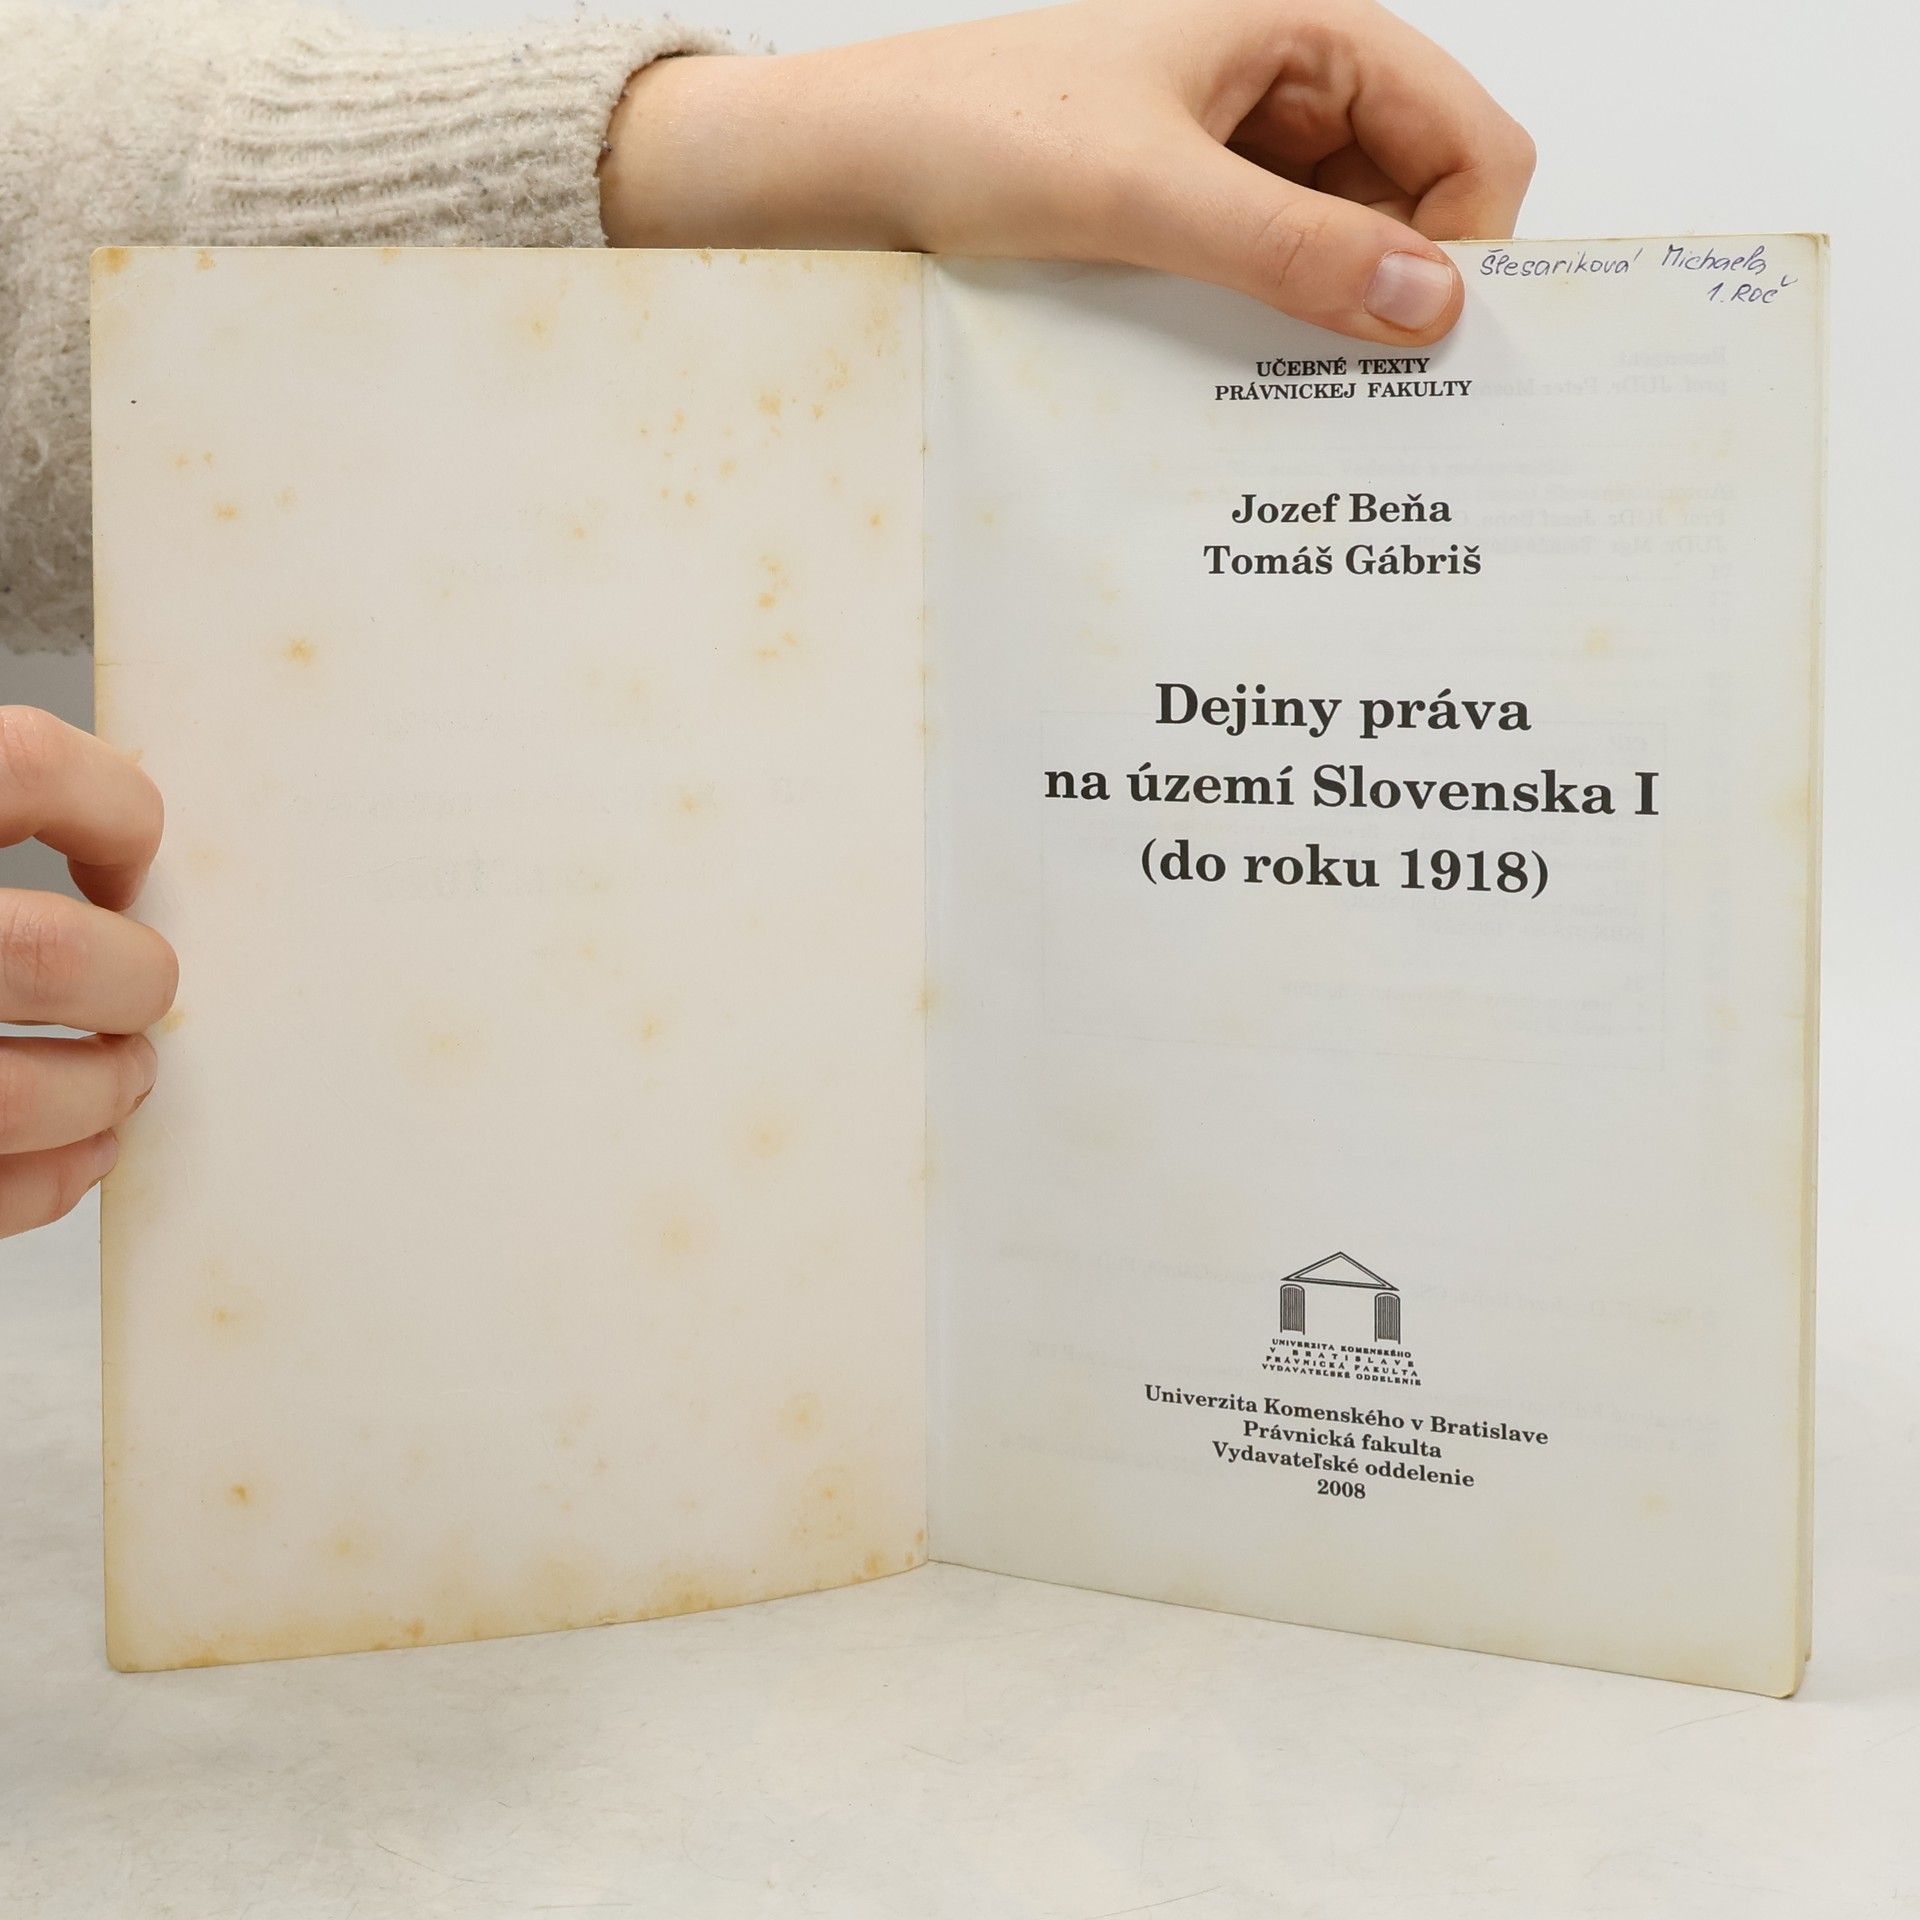 Šlesariková Michaela
1. ROČ
UČEBNÉ TEXTY
PRÁVNICKEJ FAKULTY
Jozef Beňa
Tomáš Gábriš
Dejiny práva
na území Slovenska I
(do roku 1918)
UNIVERZITA KOMENSKÉHO
V BRATISLAVE
PRÁVNICKÁ FAKULTA
VYDAVATEĽSKÉ ODDELENIE
Univerzita Komenského v Bratislave
Právnická fakulta
Vydavateľské oddelenie
2008